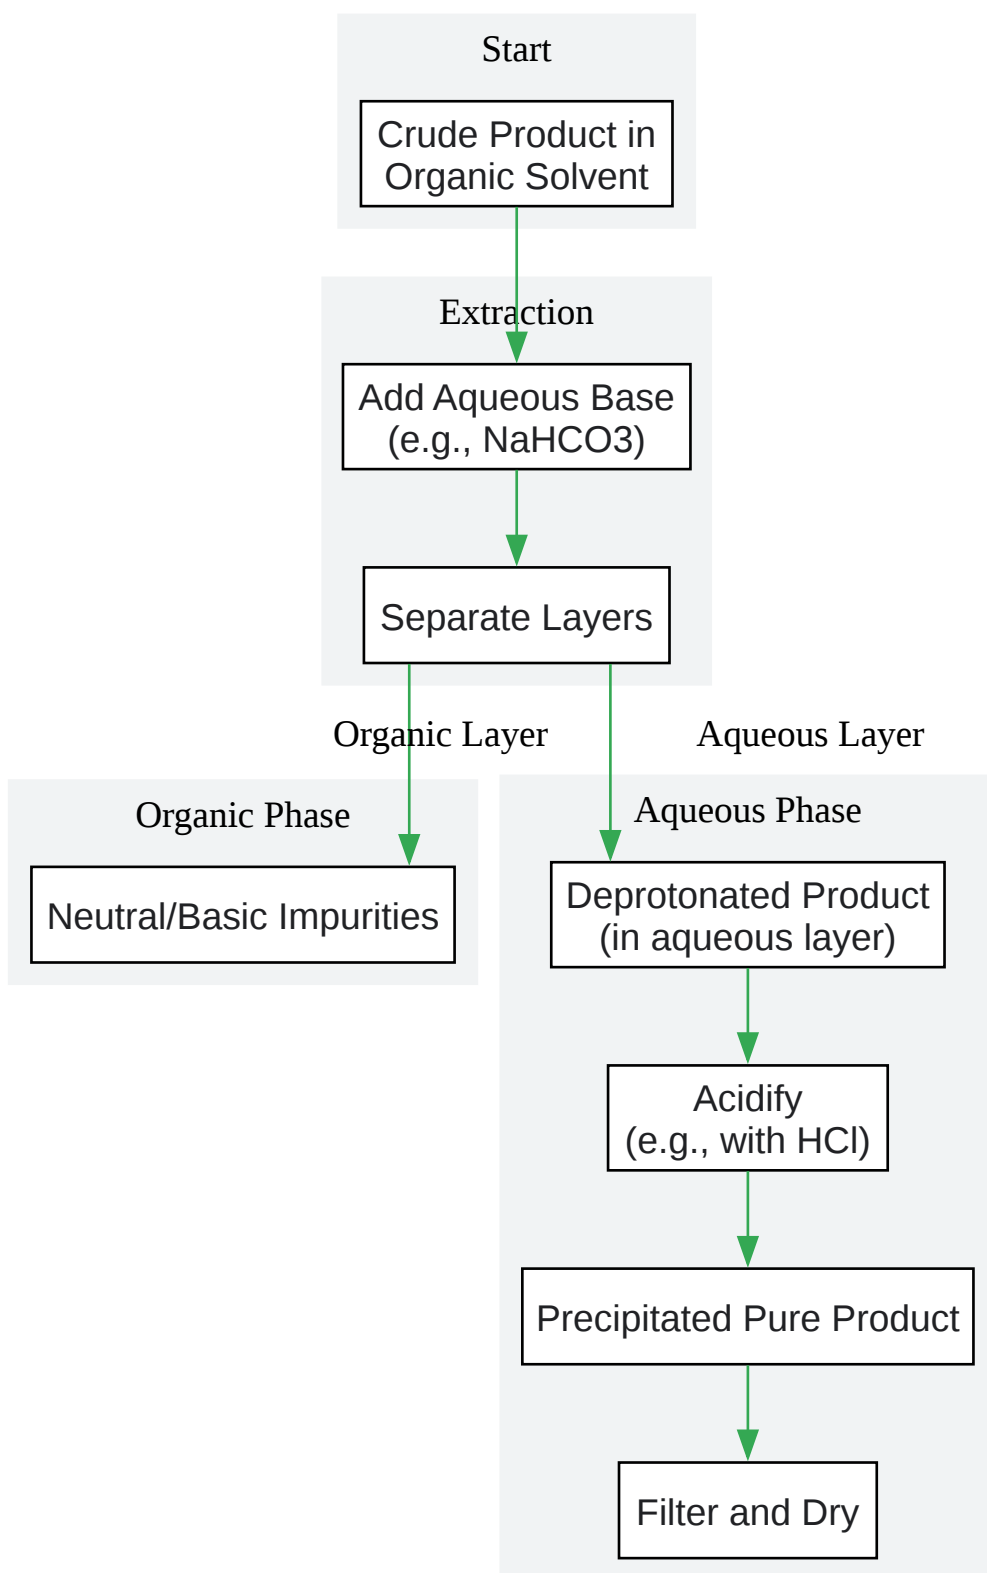 Start
Crude Product in
Organic Solvent
Extraction
Add Aqueous Base
(e.g., NaHCO3)
Separate Layers
Organic Layer
Aqueous Layer
Organic Phase
Neutral/Basic Impurities
Aqueous Phase
Deprotonated Product
(in aqueous layer)
Acidify
(e.g., with HCl)
Precipitated Pure Product
Filter and Dry